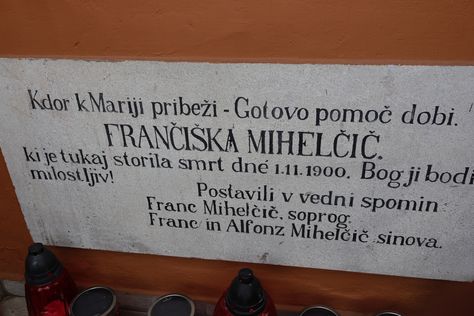 Kdor k Mariji pribeži - Gotovo pomoč dobi.
FRANČIŠKA MIHELČIČ.
ki je tukaj storila smrt dné 1.11.1900. Bog ji bodi
milostljiv!
Postavili v vedni spomin
Franc Mihelčič, soprog.
Franc in Alfonz Mihelčič sinova.